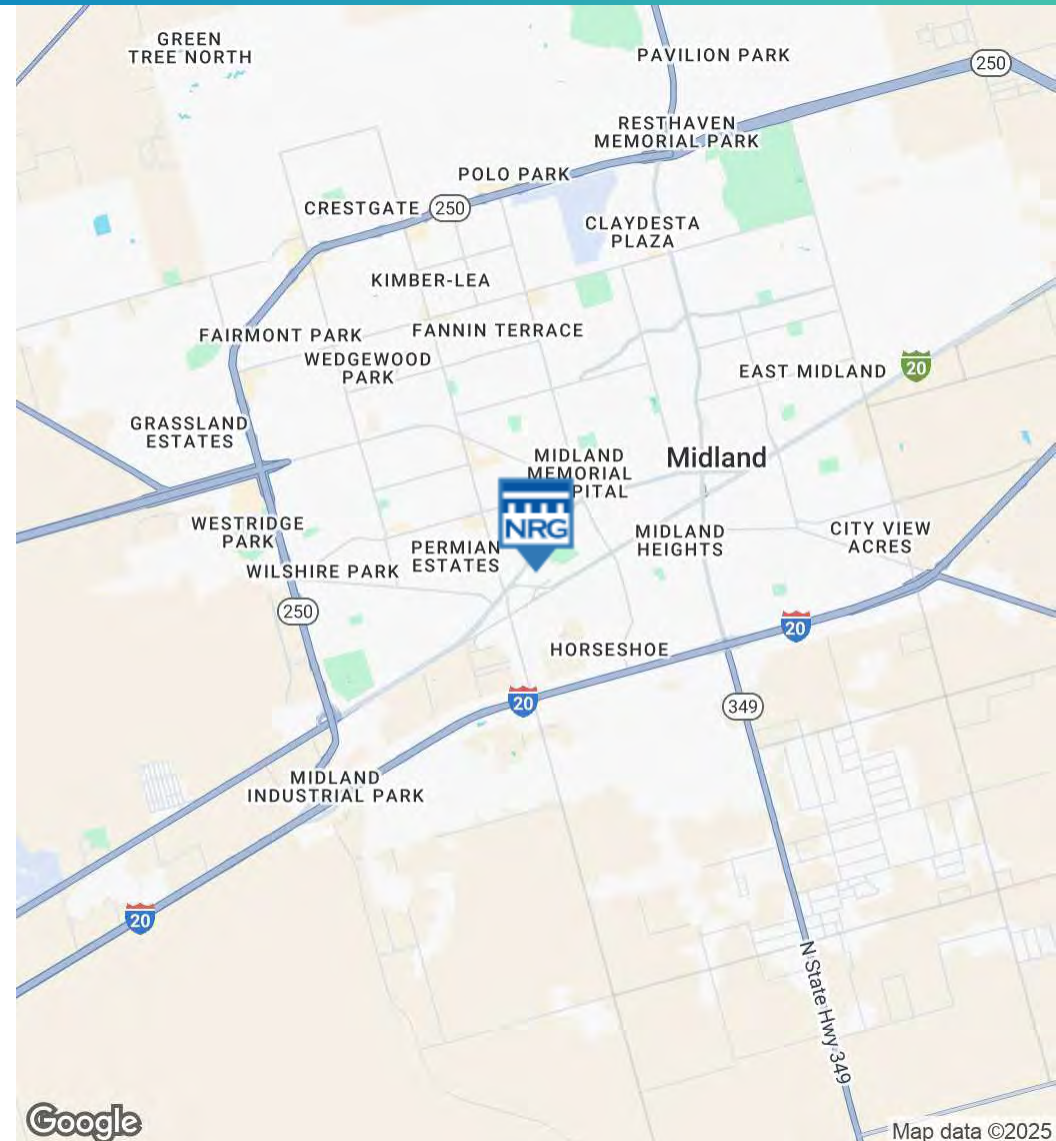 GREEN
TREE NORTH
PAVILION PARK
250
RESTHAVEN
MEMORIAL PARK
POLO PARK
CRESTGATE
250
CLAYDESTA
PLAZA
KIMBER-LEA
FAIRMONT PARK
FANNIN TERRACE
WEDGEWOOD
PARK
EAST MIDLAND
20
GRASSLAND
ESTATES
MIDLAND
MEMORIAL
PITAL
Midland
NRG
WESTRIDGE
PARK
PERMIAN
ESTATES
MIDLAND
HEIGHTS
CITY VIEW
ACRES
WILSHIRE PARK
250
20
HORSESHOE
20
349
MIDLAND
INDUSTRIAL PARK
20
N State Hwy 349
Google
Map data ©2025